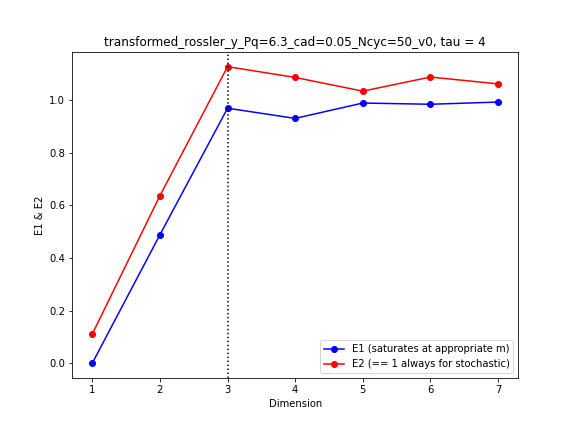 transformed_rossler_y_Pq=6.3_cad=0.05_Ncyc=50_v0, tau = 4
1.0
0.8
0.6
0.4
0.2
0.0
E1 & E2
E1 (saturates at appropriate m)
E2 (== 1 always for stochastic)
1 2 3 4 5 6 7
Dimension